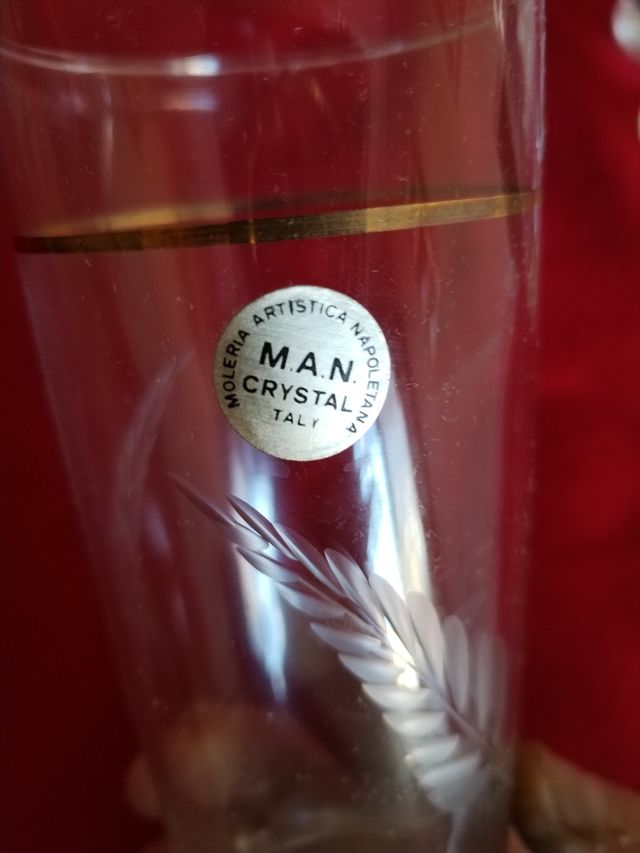 MOLERIA ARTISTICA NAPOLETANA
M.A.N.
CRYSTAL
TALY